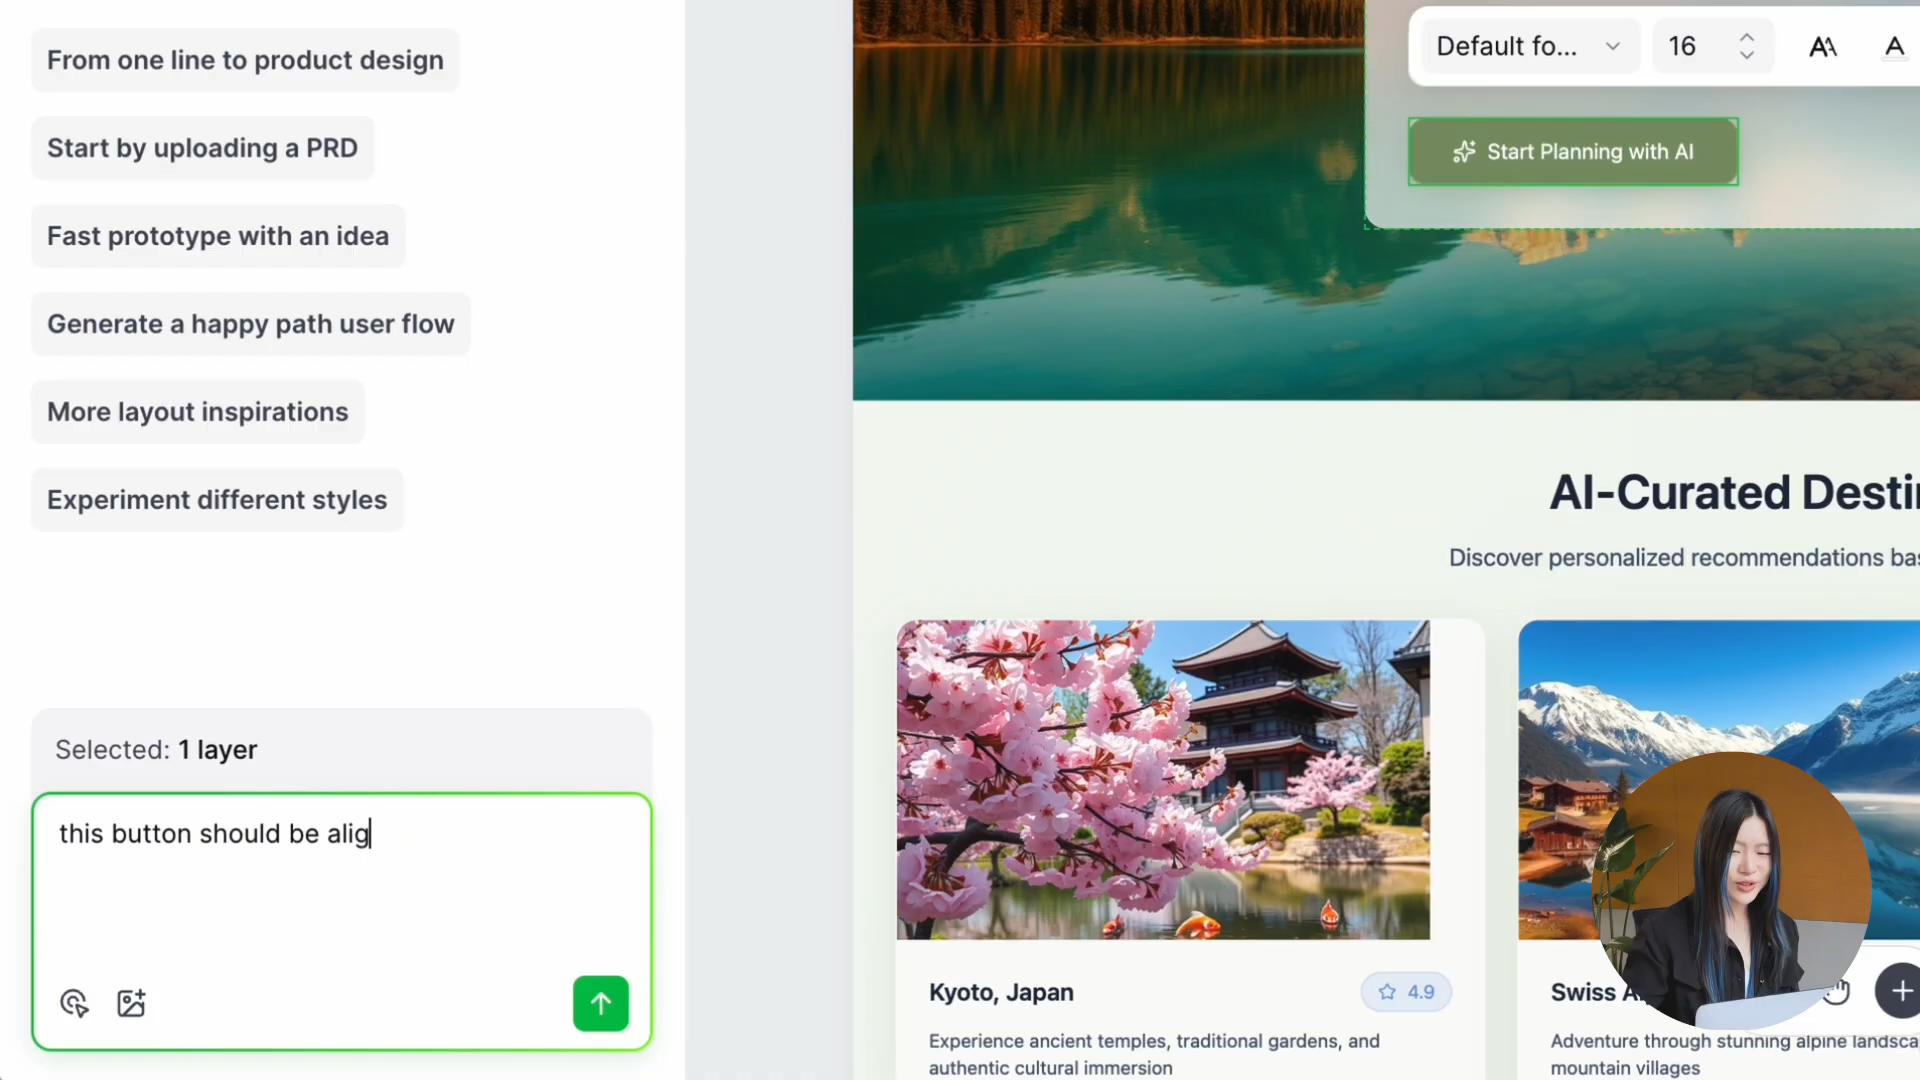 From one line to product design
Start by uploading a PRD
Fast prototype with an idea
Generate a happy path user flow
More layout inspirations
Experiment different styles
Selected: 1 layer
this button should be alig
Default fo... 16
Start Planning with AI
AI-Curated Desti
Discover personalized recommendations bas
Kyoto, Japan 4.9
Experience ancient temples, traditional gardens, and
authentic cultural immersion
Swiss A
Adventure through stunning alpine landsca
mountain villages